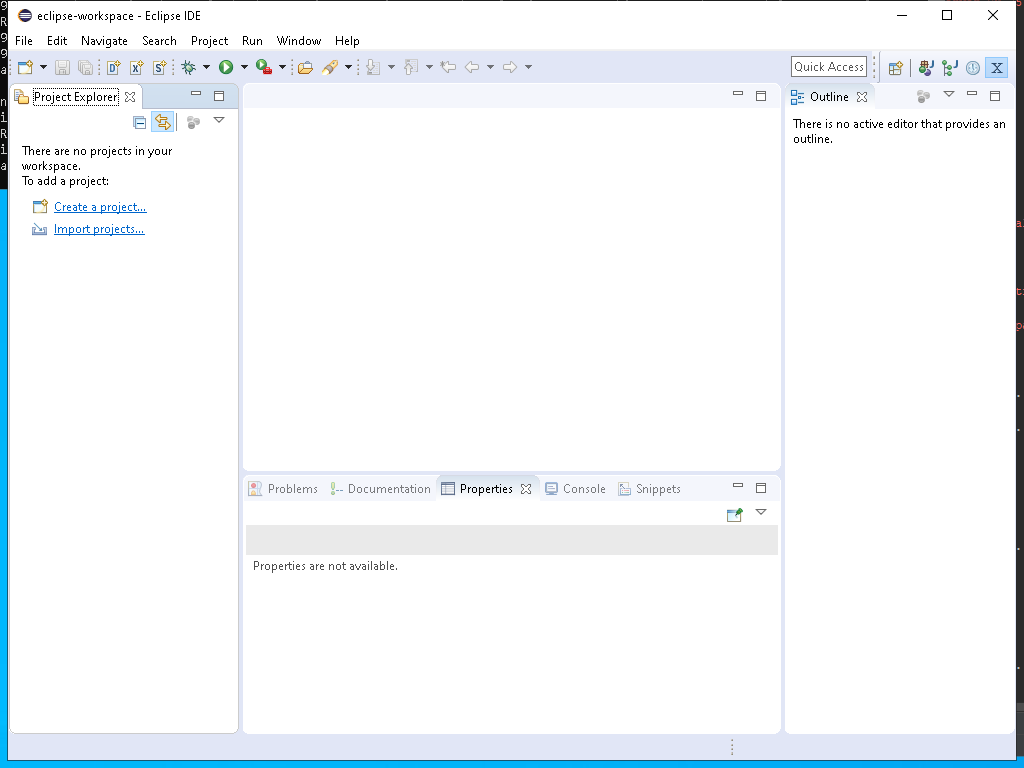 eclipse-workspace - Eclipse IDE
File Edit Navigate Search Project Run Window Help
Quick Access
Project Explorer
There are no projects in your
workspace.
To add a project:
Create a project...
Import projects...
Outline
There is no active editor that provides an
outline.
Problems Documentation Properties Console Snippets
Properties are not available.